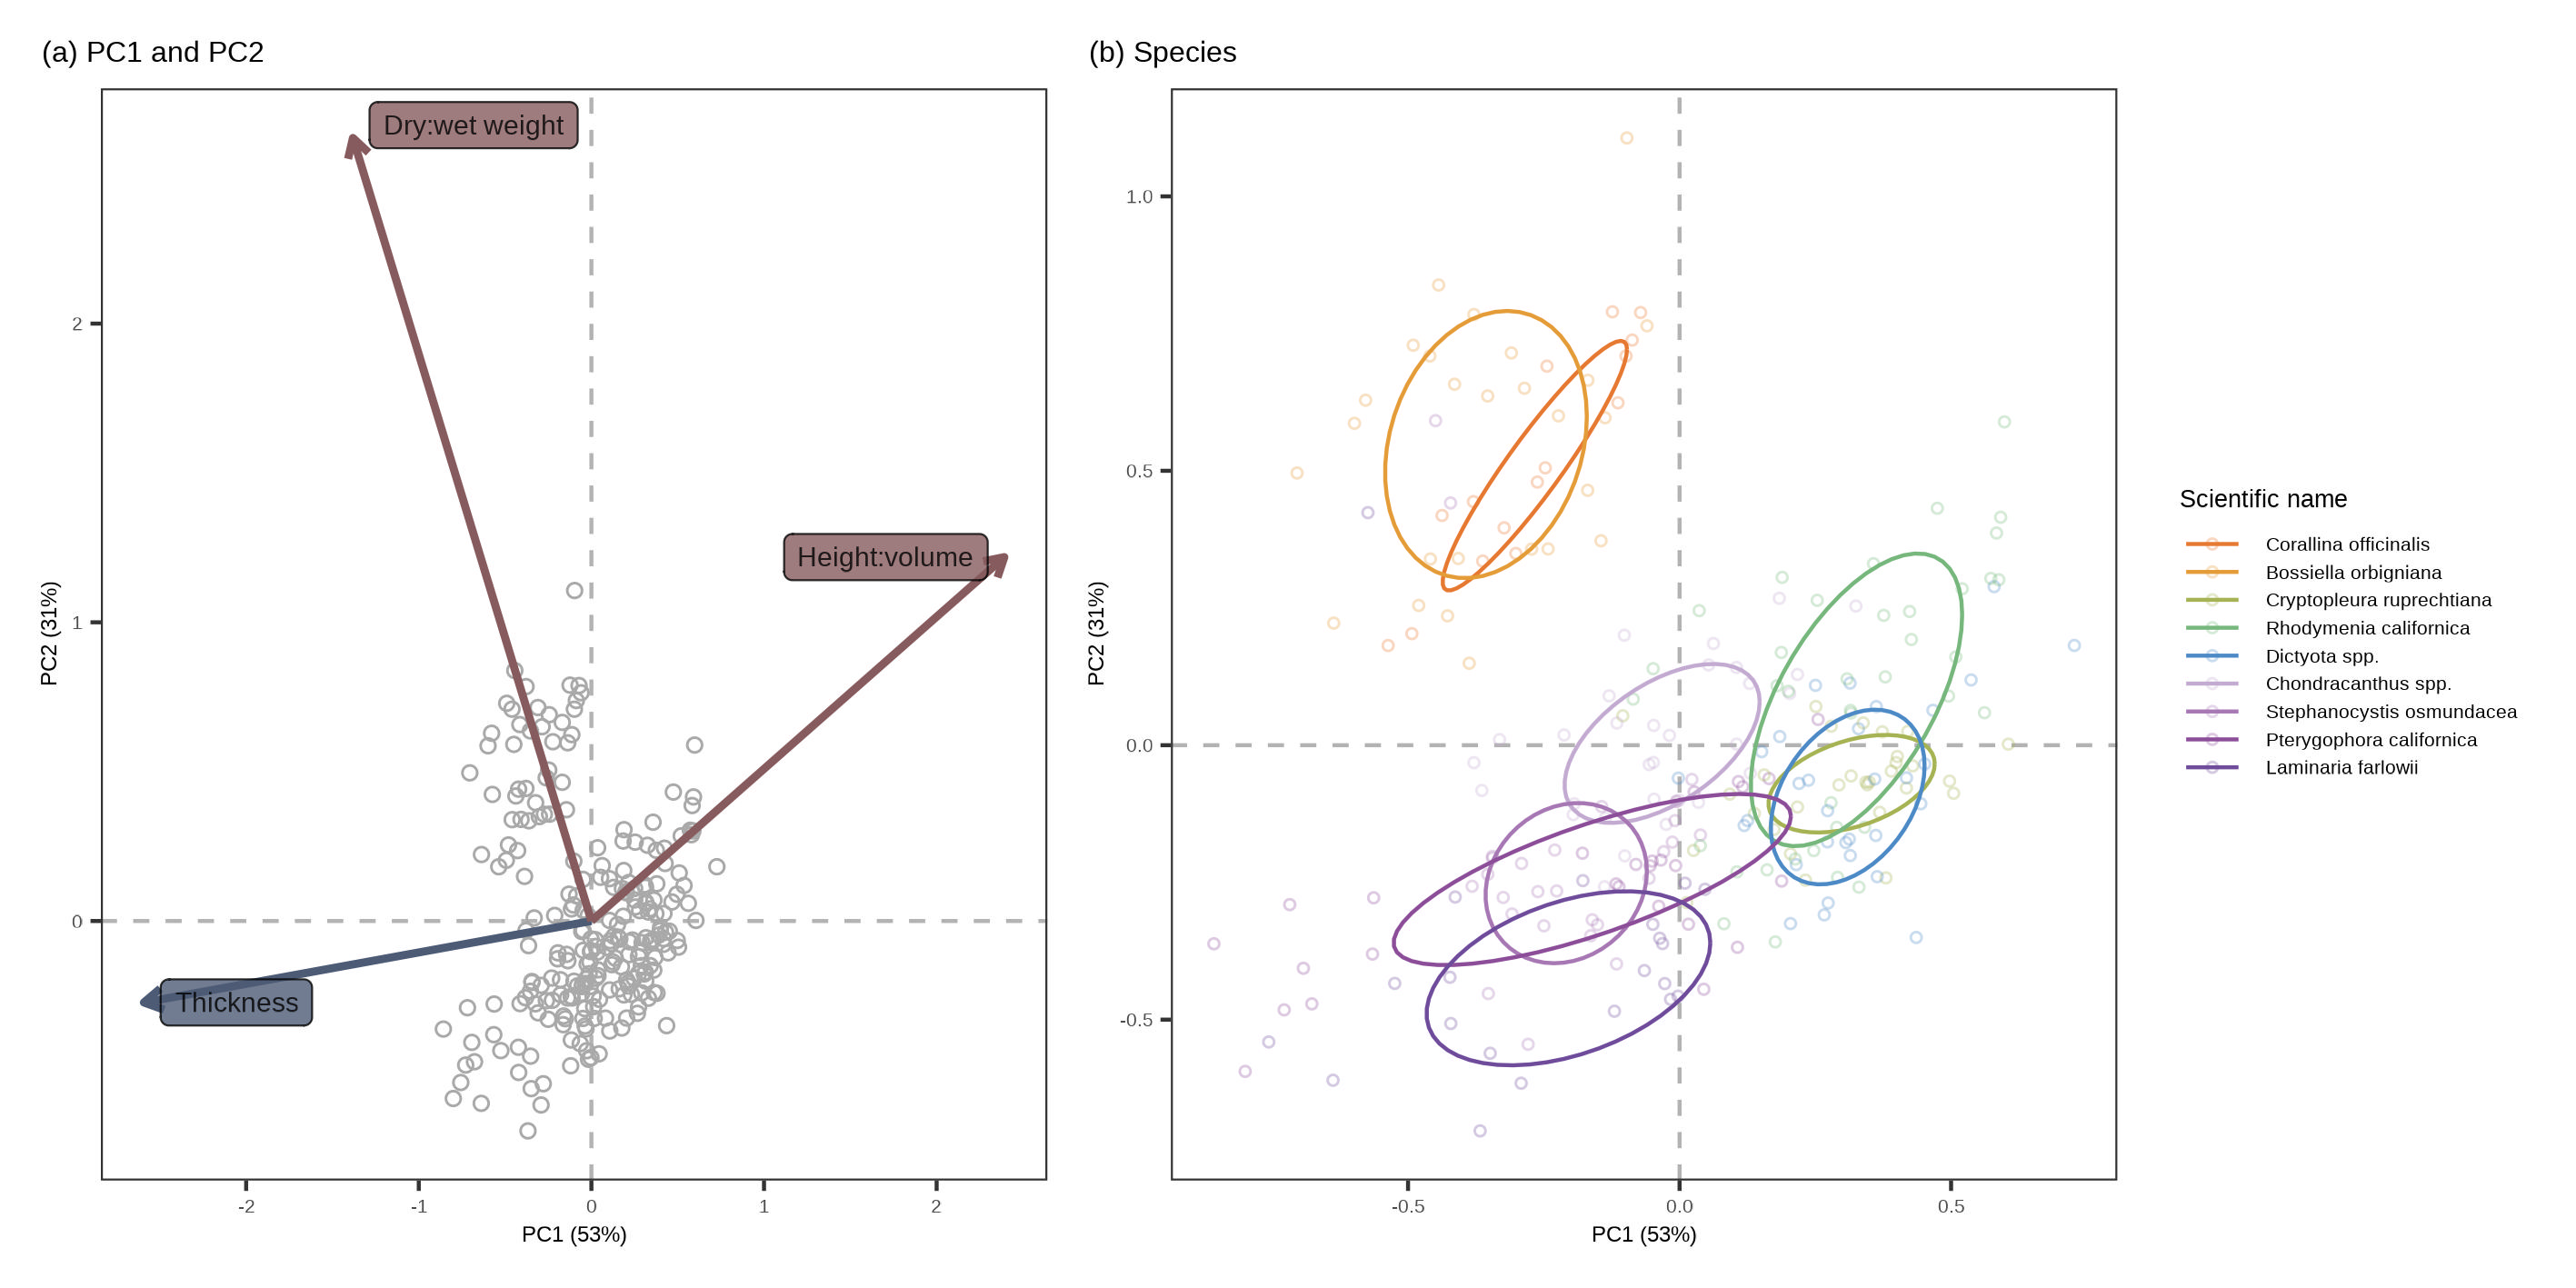 (a) PC1 and PC2
Dry:wet weight
Height:volume
Thickness
2
1
0
PC2 (31%)
-2
-1
0
1
2
PC1 (53%)
(b) Species
1.0
0.5
0.0
-0.5
PC2 (31%)
-0.5
0.0
0.5
PC1 (53%)
Scientific name
Corallina officinalis
Bossiella orbigniana
Cryptopleura ruprechtiana
Rhodymenia californica
Dictyota spp.
Chondracanthus spp.
Stephanocystis osmundacea
Pterygophora californica
Laminaria farlowii